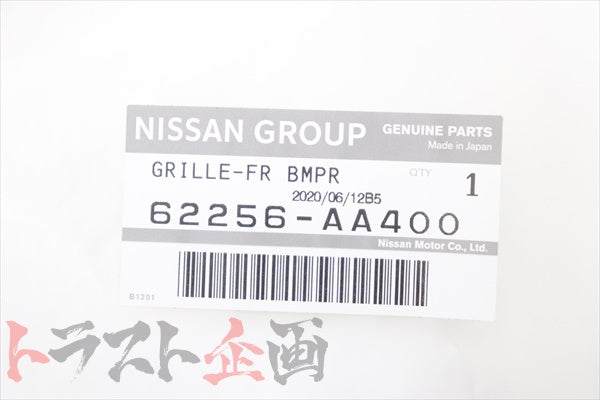 NISSAN GROUP
GENUINE PARTS
Made in Japan
GRILLE-FR BMPR
QTY
1
2020/06/12B5
62256-AA400
Nissan Motor Co., Ltd.
B1201
トラスト企画